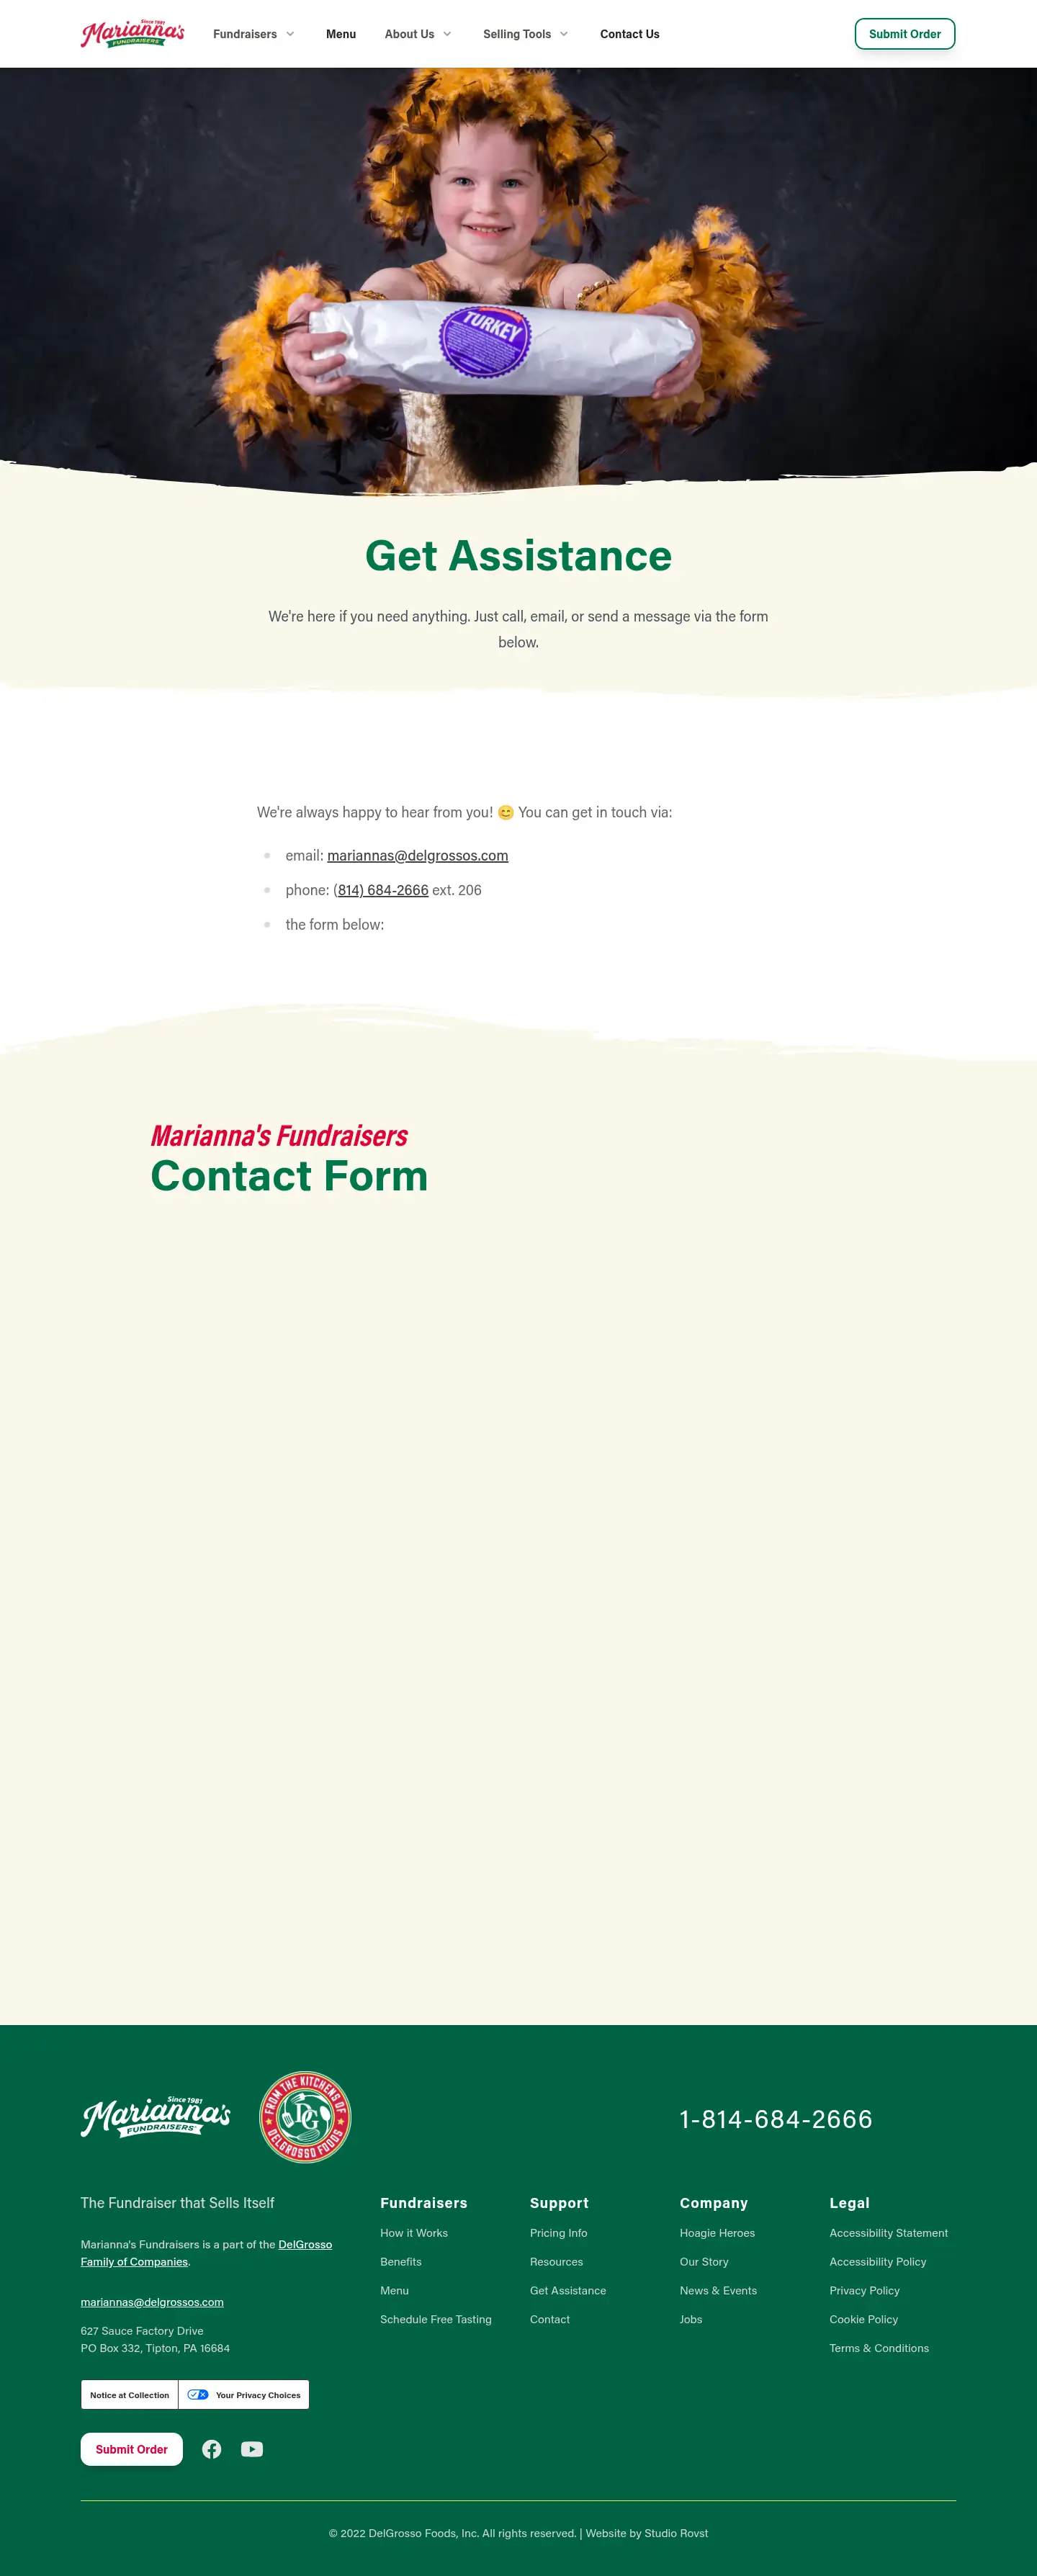 Since 1981
Marianna's
FUNDRAISERS
Fundraisers
Menu
About Us
Selling Tools
Contact Us
Submit Order
TURKEY
Get Assistance
We're here if you need anything. Just call, email, or send a message via the form
below.
We're always happy to hear from you! 😊 You can get in touch via:
email: mariannas@delgrossos.com
phone: (814) 684-2666 ext. 206
the form below:
Marianna's Fundraisers
Contact Form
Since 1981
Marianna's
FUNDRAISERS
FROM THE KITCHENS OF
DG
DELGROSSO FOODS
1-814-684-2666
The Fundraiser that Sells Itself
Marianna's Fundraisers is a part of the DelGrosso
Family of Companies.
mariannas@delgrossos.com
627 Sauce Factory Drive
PO Box 332, Tipton, PA 16684
Notice at Collection
Your Privacy Choices
Submit Order
Fundraisers
How it Works
Benefits
Menu
Schedule Free Tasting
Support
Pricing Info
Resources
Get Assistance
Contact
Company
Hoagie Heroes
Our Story
News & Events
Jobs
Legal
Accessibility Statement
Accessibility Policy
Privacy Policy
Cookie Policy
Terms & Conditions
© 2022 DelGrosso Foods, Inc. All rights reserved. | Website by Studio Rovst